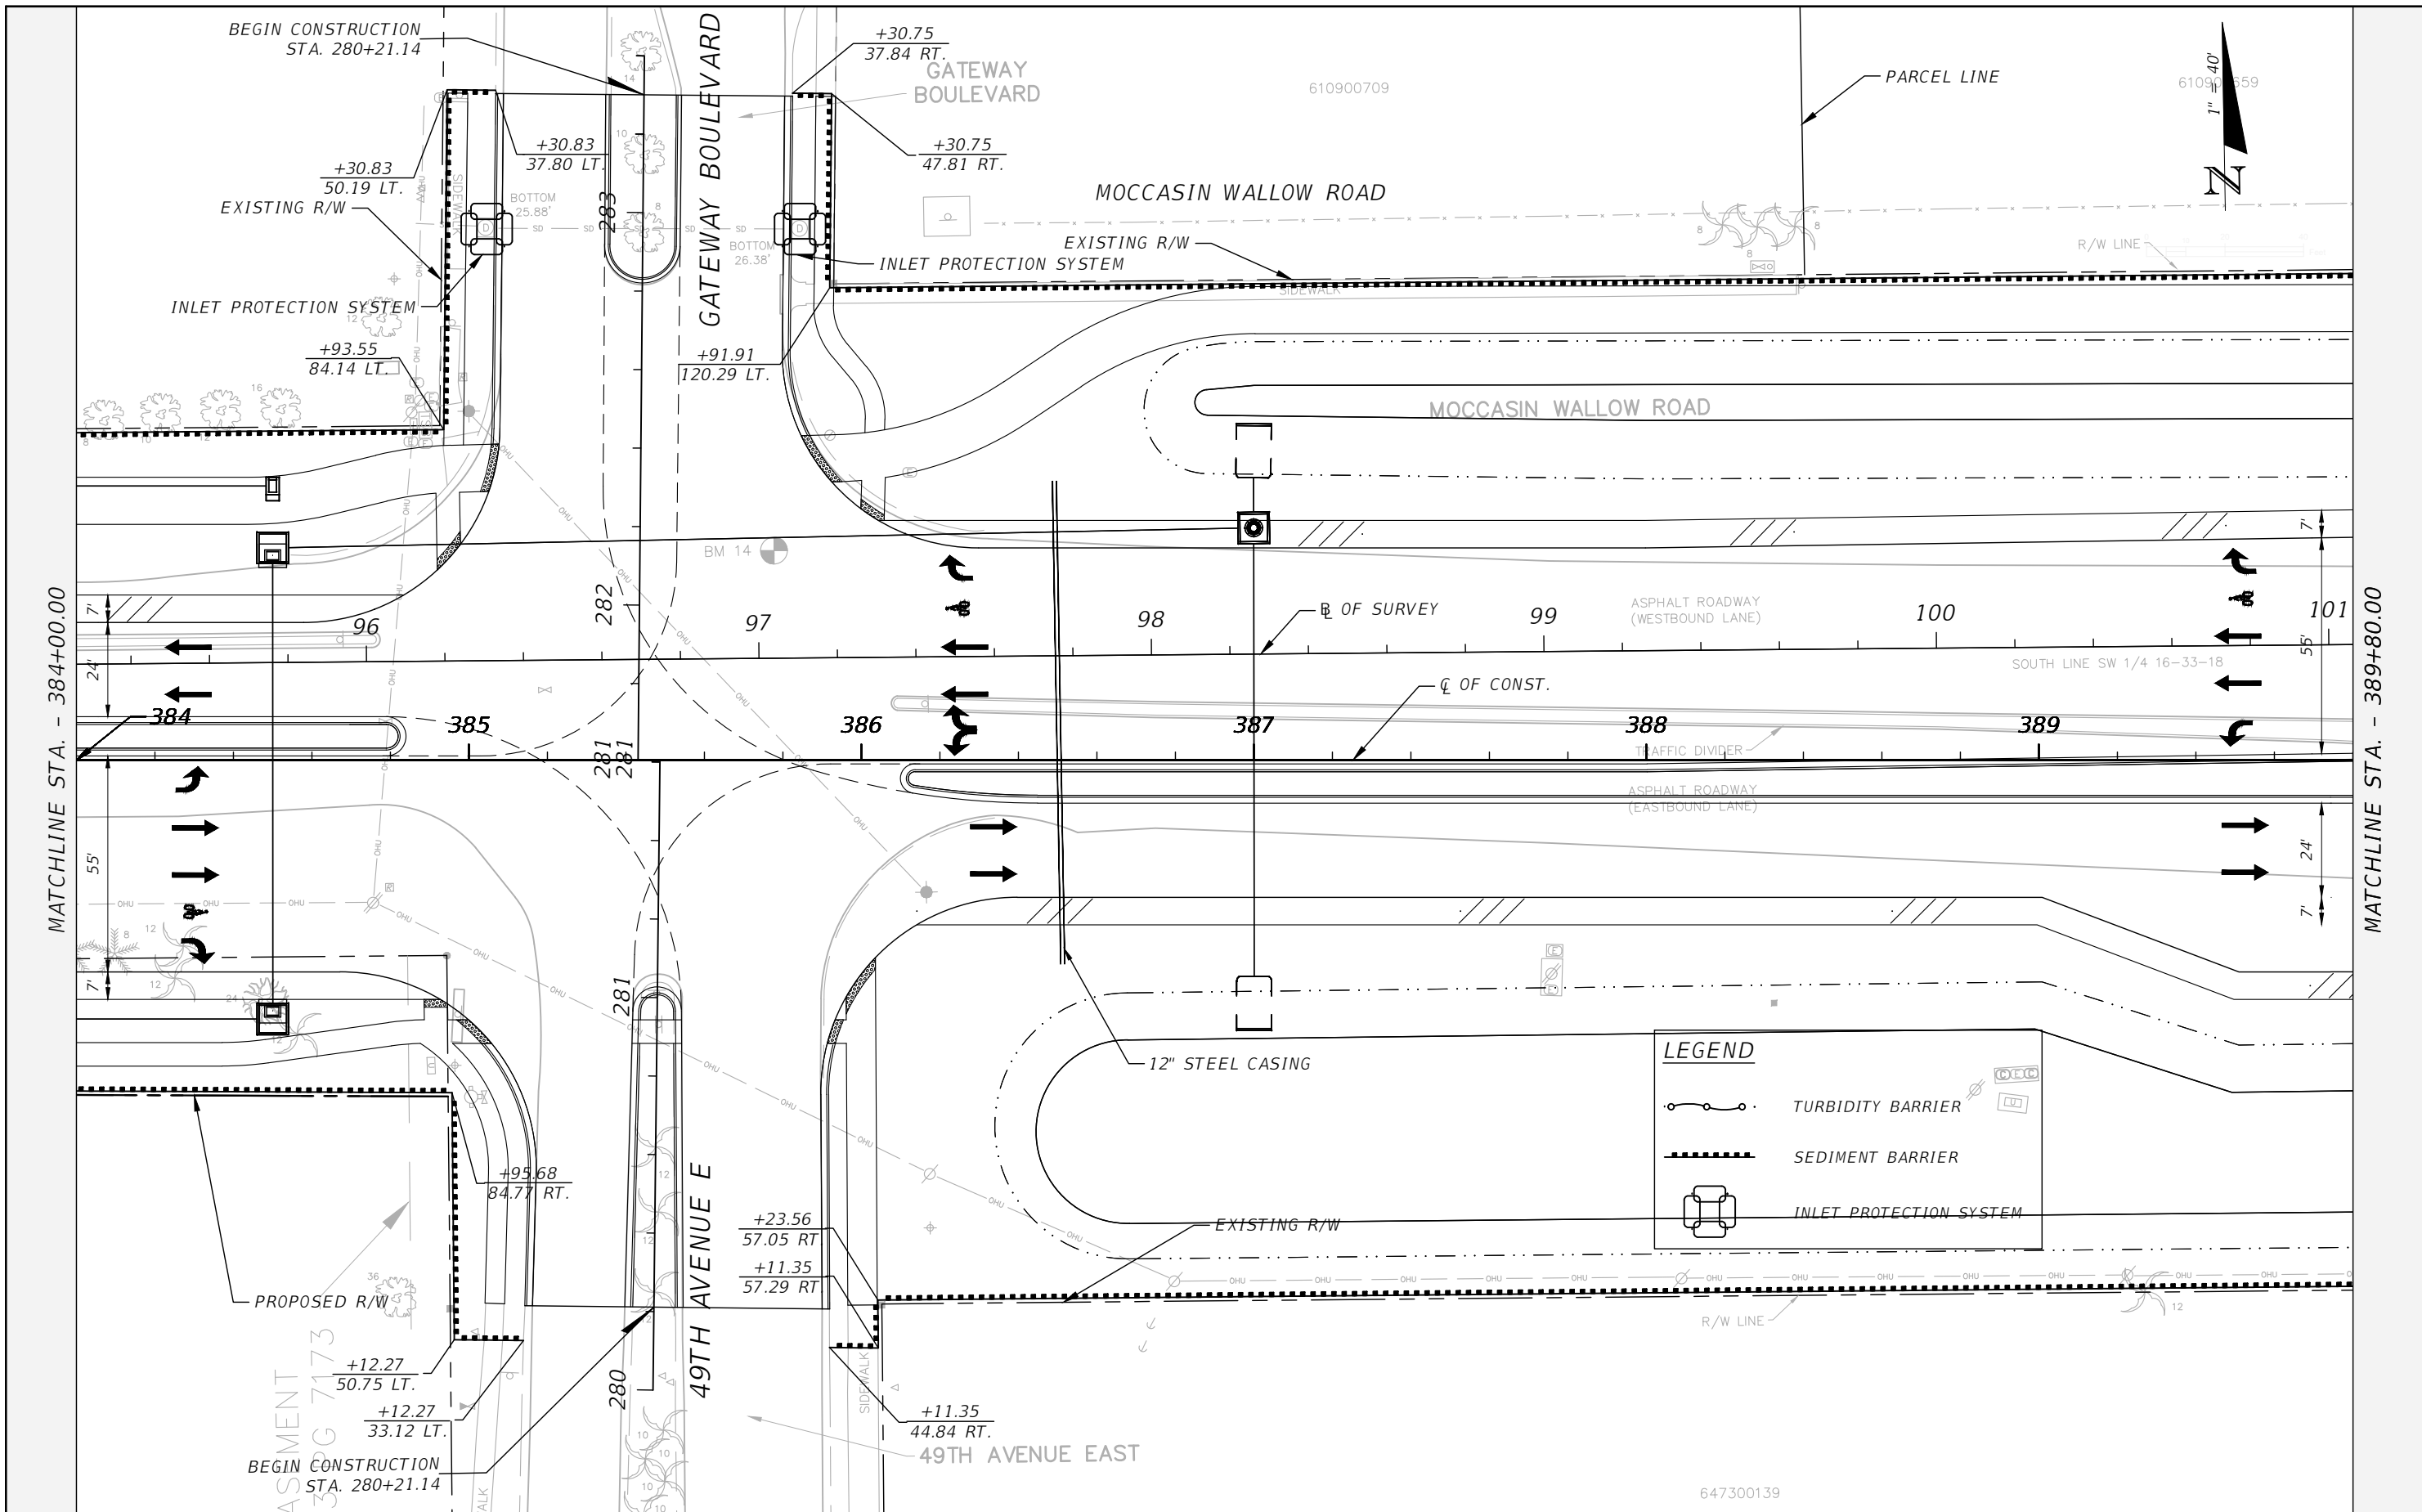 BEGIN CONSTRUCTION
STA. 280+21.14
GATEWAY BOULEVARD
+30.75
37.84 RT.
GATEWAY
BOULEVARD
610900709
PARCEL LINE
1" = 40'
N
+30.83
50.19 LT.
+30.83
37.80 LT.
+30.75
47.81 RT.
EXISTING R/W
SIDEWALK
BOTTOM
25.88'
283
BOTTOM
26.38'
MOCCASIN WALLOW ROAD
EXISTING R/W
INLET PROTECTION SYSTEM
R/W LINE
INLET PROTECTION SYSTEM
SIDEWALK
+93.55
84.14 LT.
+91.91
120.29 LT.
MOCCASIN WALLOW ROAD
BM 14
MATCHLINE STA. - 384+00.00
7'
24'
55'
7'
96
282
97
98
℄ OF SURVEY
99
ASPHALT ROADWAY
(WESTBOUND LANE)
100
101
SOUTH LINE SW 1/4 16-33-18
℄ OF CONST.
384
385
386
387
388
389
281
281
TRAFFIC DIVIDER
ASPHALT ROADWAY
(EASTBOUND LANE)
7'
55'
24'
7'
MATCHLINE STA. - 389+80.00
281
12" STEEL CASING
LEGEND
TURBIDITY BARRIER
SEDIMENT BARRIER
INLET PROTECTION SYSTEM
+95.68
84.77 RT.
PROPOSED R/W
+23.56
57.05 RT.
+11.35
57.29 RT.
EXISTING R/W
R/W LINE
+12.27
50.75 LT.
+12.27
33.12 LT.
280
49TH AVENUE E
SIDEWALK
+11.35
44.84 RT.
BEGIN CONSTRUCTION
STA. 280+21.14
49TH AVENUE EAST
647300139